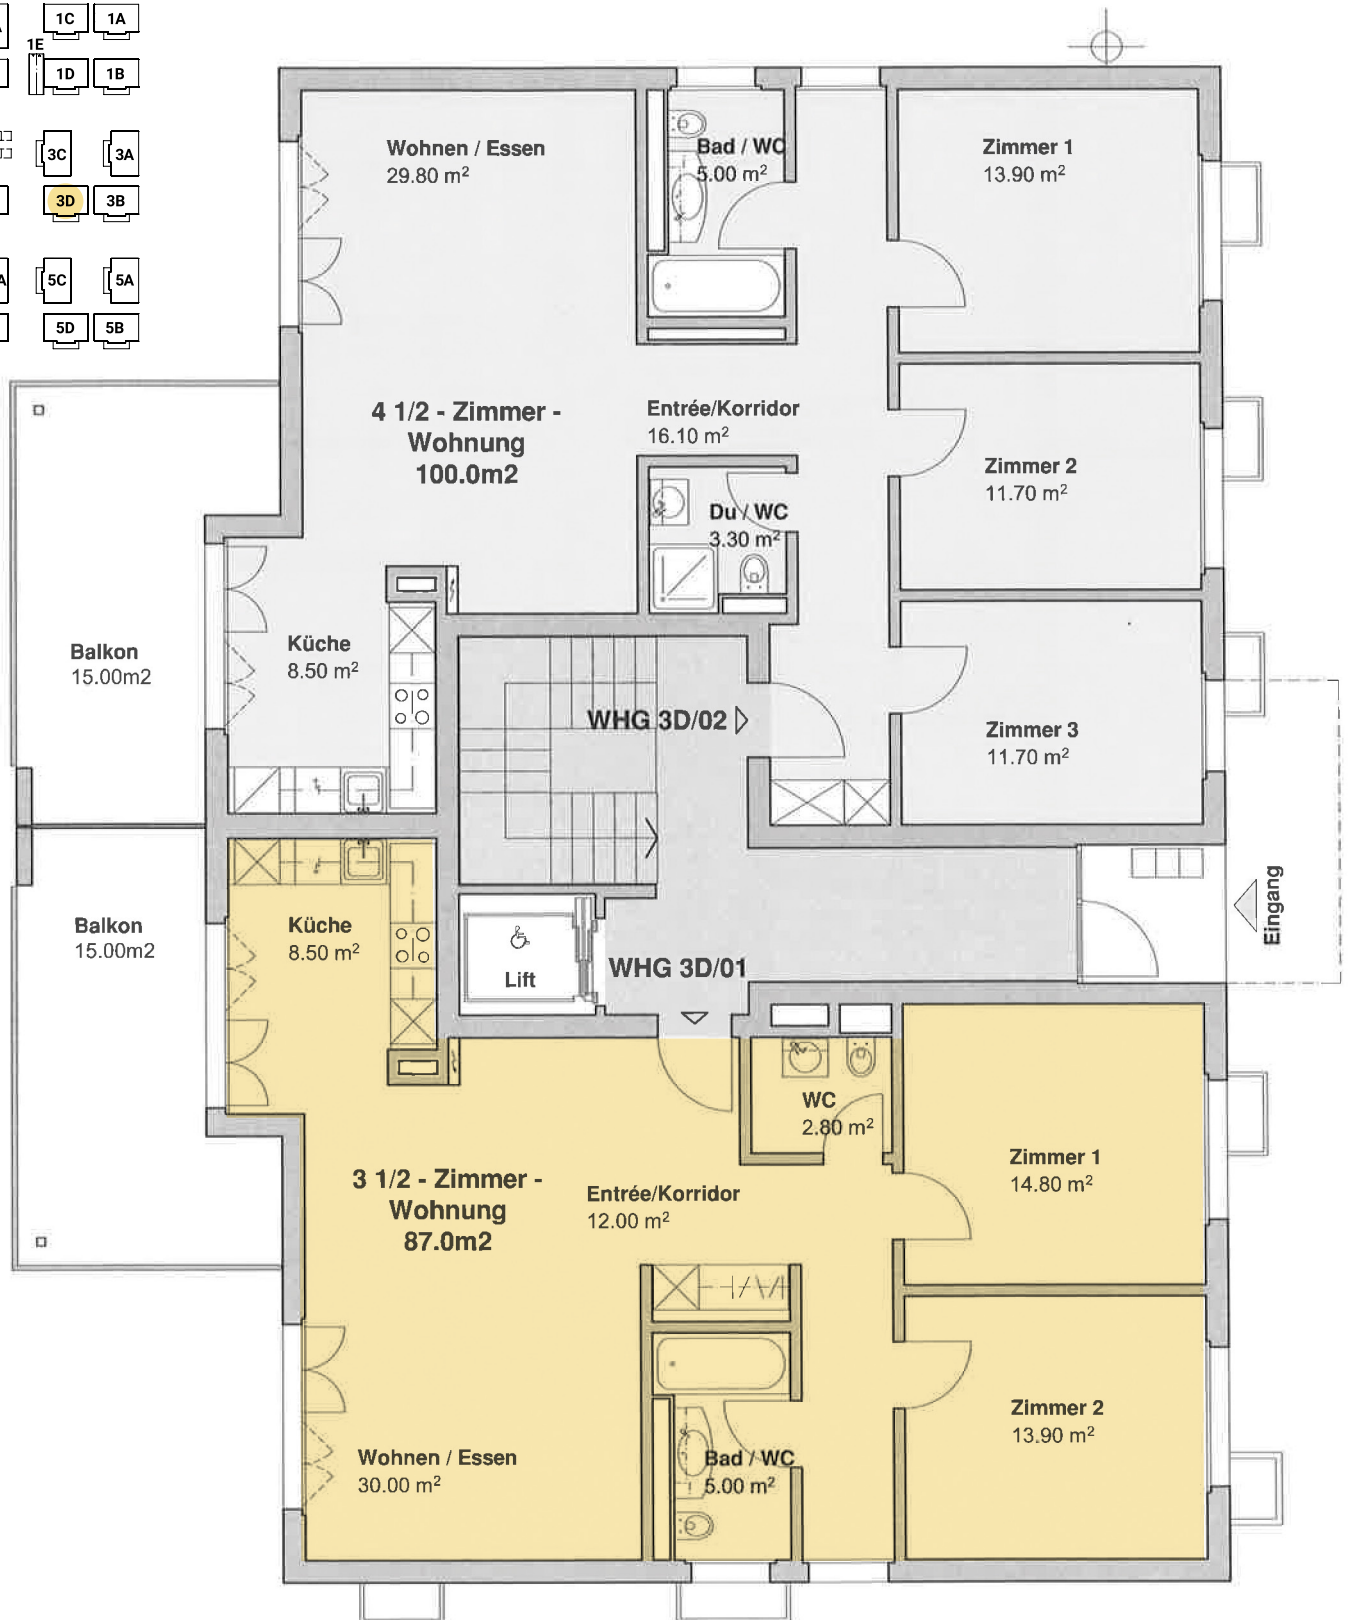 1C
1A
1E
1D
1B
3C
3A
3D
3B
5C
5A
5D
5B
Wohnen / Essen
29.80 m²
Bad / WC
5.00 m²
Zimmer 1
13.90 m²
4 1/2 - Zimmer -
Wohnung
100.0m2
Entrée/Korridor
16.10 m²
Zimmer 2
11.70 m²
Du / WC
3.30 m²
Balkon
15.00m2
Küche
8.50 m²
WHG 3D/02
Zimmer 3
11.70 m²
Balkon
15.00m2
Küche
8.50 m²
Lift
WHG 3D/01
Eingang
WC
2.80 m²
Zimmer 1
14.80 m²
3 1/2 - Zimmer -
Wohnung
87.0m2
Entrée/Korridor
12.00 m²
Zimmer 2
13.90 m²
Wohnen / Essen
30.00 m²
Bad / WC
5.00 m²